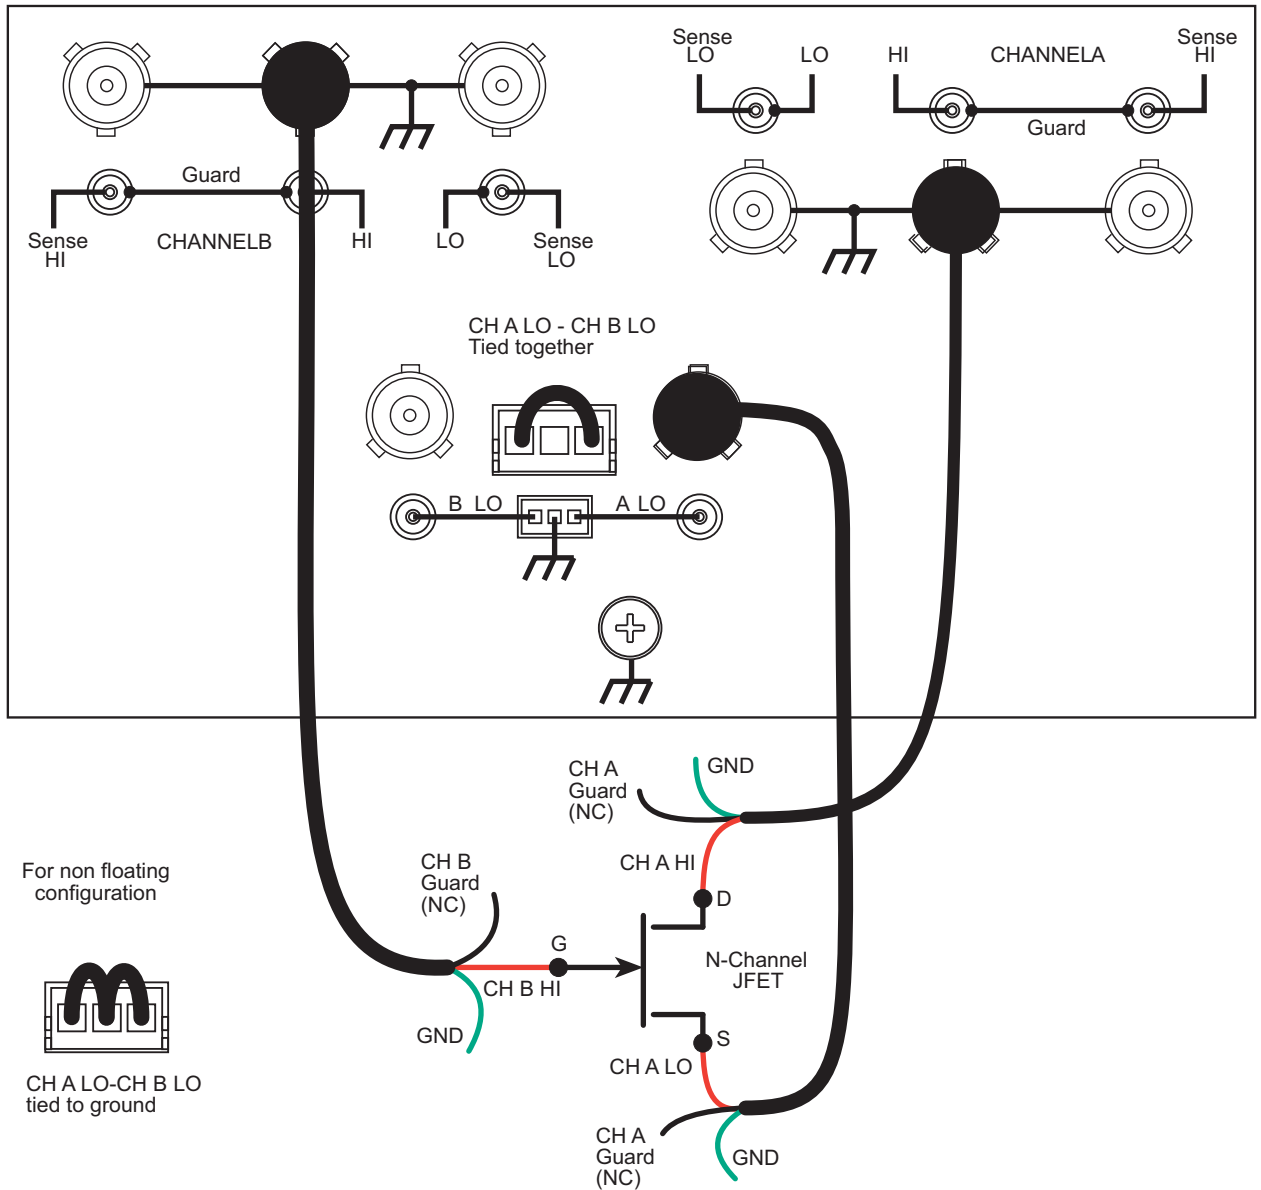 Sense
LO
LO
HI
CHANNELA
Sense
HI
Guard
Guard
Sense
HI
CHANNELB
HI
LO
Sense
LO
CH A LO - CH B LO
Tied together
B LO
A LO
CH A
Guard
(NC)
GND
CH A HI
D
CH B
Guard
(NC)
G
CH B HI
GND
N-Channel
JFET
S
CH A LO
CH A
Guard
(NC)
GND
For non floating
configuration
CH A LO-CH B LO
tied to ground